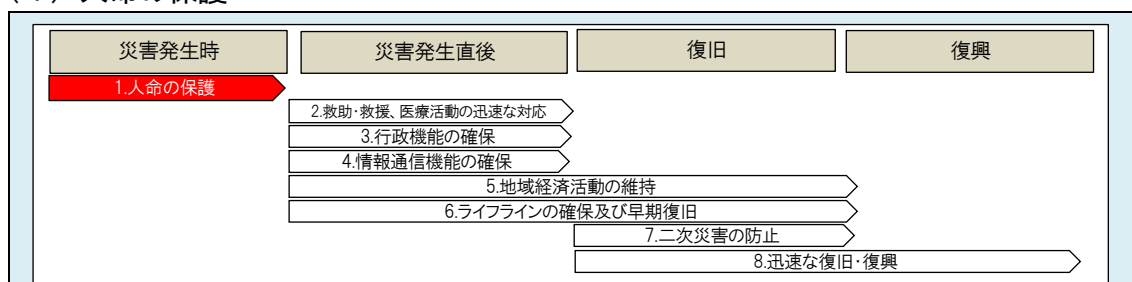 災害発生時 災害発生直後 復旧 復興
1.人命の保護
2.救助・救援、医療活動の迅速な対応
3.行政機能の確保
4.情報通信機能の確保
5.地域経済活動の維持
6.ライフラインの確保及び早期復旧
7.二次災害の防止
8.迅速な復旧・復興